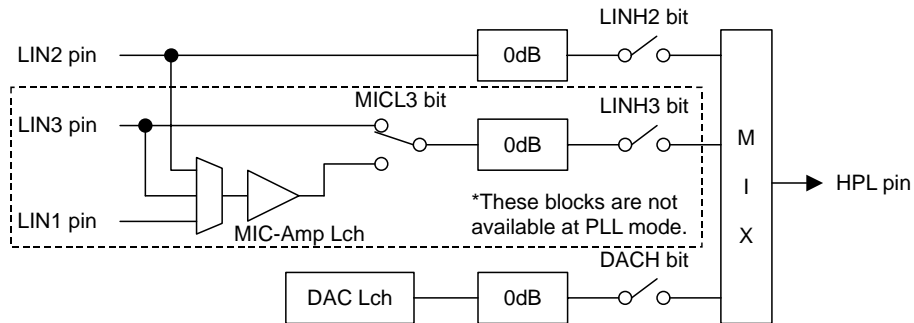 LINH2 bit
LIN2 pin
0dB
MICL3 bit
LINH3 bit
LIN3 pin
0dB
M
I
X
HPL pin
*These blocks are not
available at PLL mode.
LIN1 pin
MIC-Amp Lch
DACH bit
DAC Lch
0dB